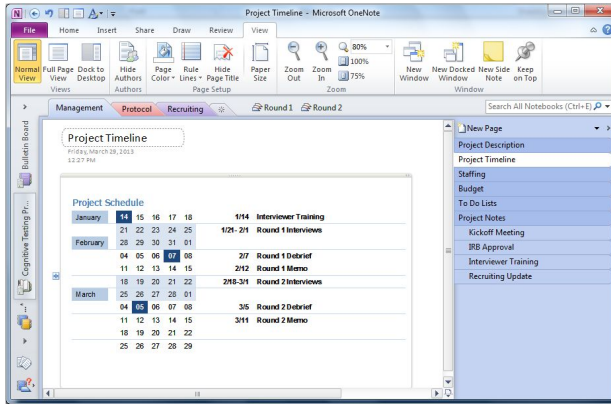 Project Timeline - Microsoft OneNote
File Home Insert Share Draw Review View
Normal View Full Page View Dock to Desktop Hide Authors Page Color Rule Lines Hide Page Title Paper Size Zoom Out Zoom In 80% 100% 75% New Window New Docked Window New Side Note Keep on Top
Views Authors Page Setup Zoom Window
Management Protocol Recruiting Round 1 Round 2 Search All Notebooks (Ctrl+E)
Bulletin Board
Cognitive Testing Pr...
Project Timeline
Friday, March 29, 2013
12:27 PM
Project Schedule
January 14 15 16 17 18 1/14 Interviewer Training
21 22 23 24 25 1/21- 2/1 Round 1 Interviews
February 28 29 30 31 01
04 05 06 07 08 2/7 Round 1 Debrief
11 12 13 14 15 2/12 Round 1 Memo
18 19 20 21 22 2/18-3/1 Round 2 Interviews
March 25 26 27 28 01
04 05 06 07 08 3/5 Round 2 Debrief
11 12 13 14 15 3/11 Round 2 Memo
18 19 20 21 22
25 26 27 28 29
New Page
Project Description
Project Timeline
Staffing
Budget
To Do Lists
Project Notes
Kickoff Meeting
IRB Approval
Interviewer Training
Recruiting Update